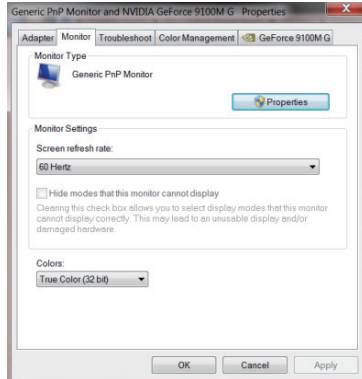 Generic PnP Monitor and NVIDIA GeForce 9100M G Properties
Adapter Monitor Troubleshoot Color Management GeForce 9100M G
Monitor Type
Generic PnP Monitor
Properties
Monitor Settings
Screen refresh rate:
60 Hertz
Hide modes that this monitor cannot display
Clearing this check box allows you to select display modes that this monitor
cannot display correctly. This may lead to an unusable display and/or
damaged hardware.
Colors:
True Color (32 bit)
OK Cancel Apply